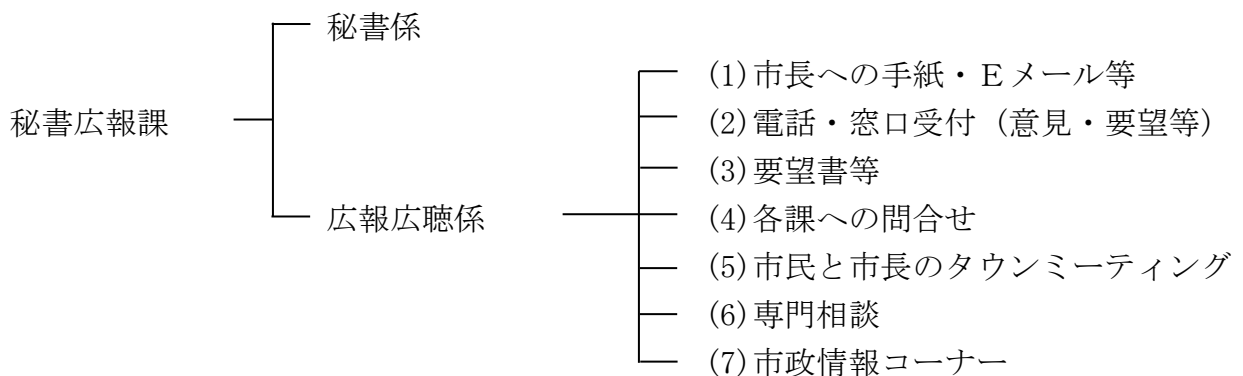 秘書係
(1)市長への手紙・Eメール等
秘書広報課
(2)電話・窓口受付（意見・要望等）
(3)要望書等
広報広聴係
(4)各課への問合せ
(5)市民と市長のタウンミーティング
(6)専門相談
(7)市政情報コーナー